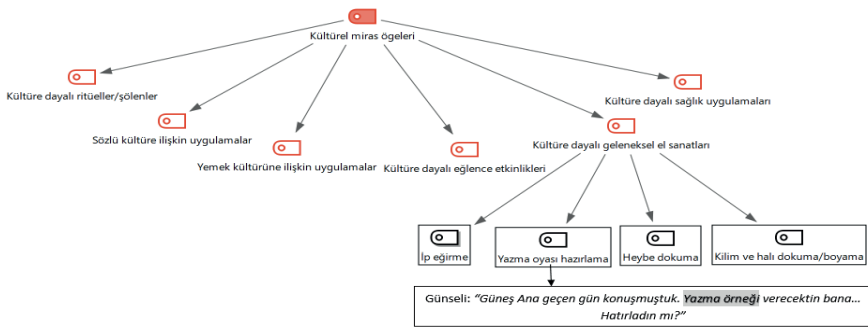 Kültürel miras ögeleri
Kültüre dayalı ritüeller/şölenler
Kültüre dayalı sağlık uygulamaları
Sözlü kültüre ilişkin uygulamalar
Yemek kültürüne ilişkin uygulamalar
Kültüre dayalı eğlence etkinlikleri
Kültüre dayalı geleneksel el sanatları
İp eğirme
Yazma oyası hazırlama
Heybe dokuma
Kilim ve halı dokuma/boyama
Günseli: “Güneş Ana geçen gün konuşmuştuk. Yazma örneği verecektin bana...
Hatırladın mı?”